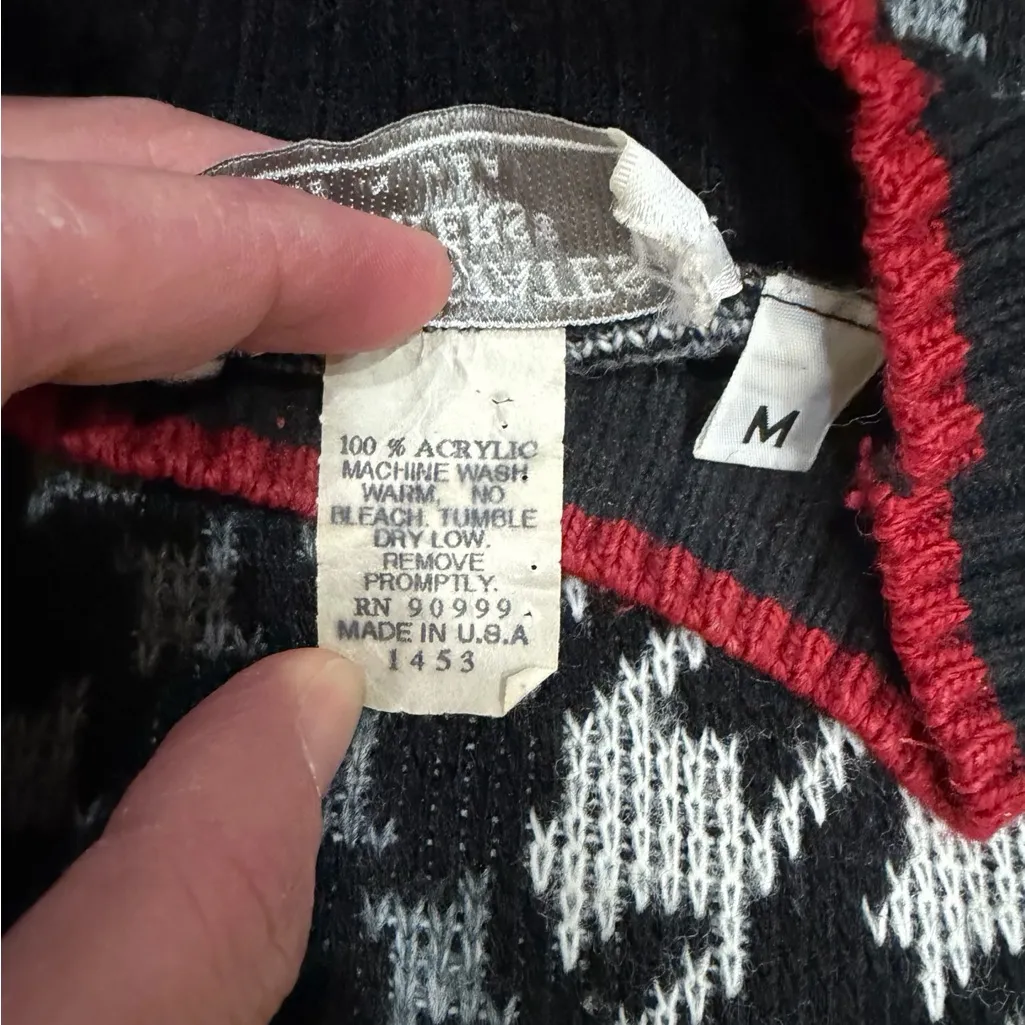 M
100 % ACRYLIC
MACHINE WASH
WARM, NO
BLEACH. TUMBLE
DRY LOW.
REMOVE
PROMPTLY.
RN 90999
MADE IN U.S.A
1453